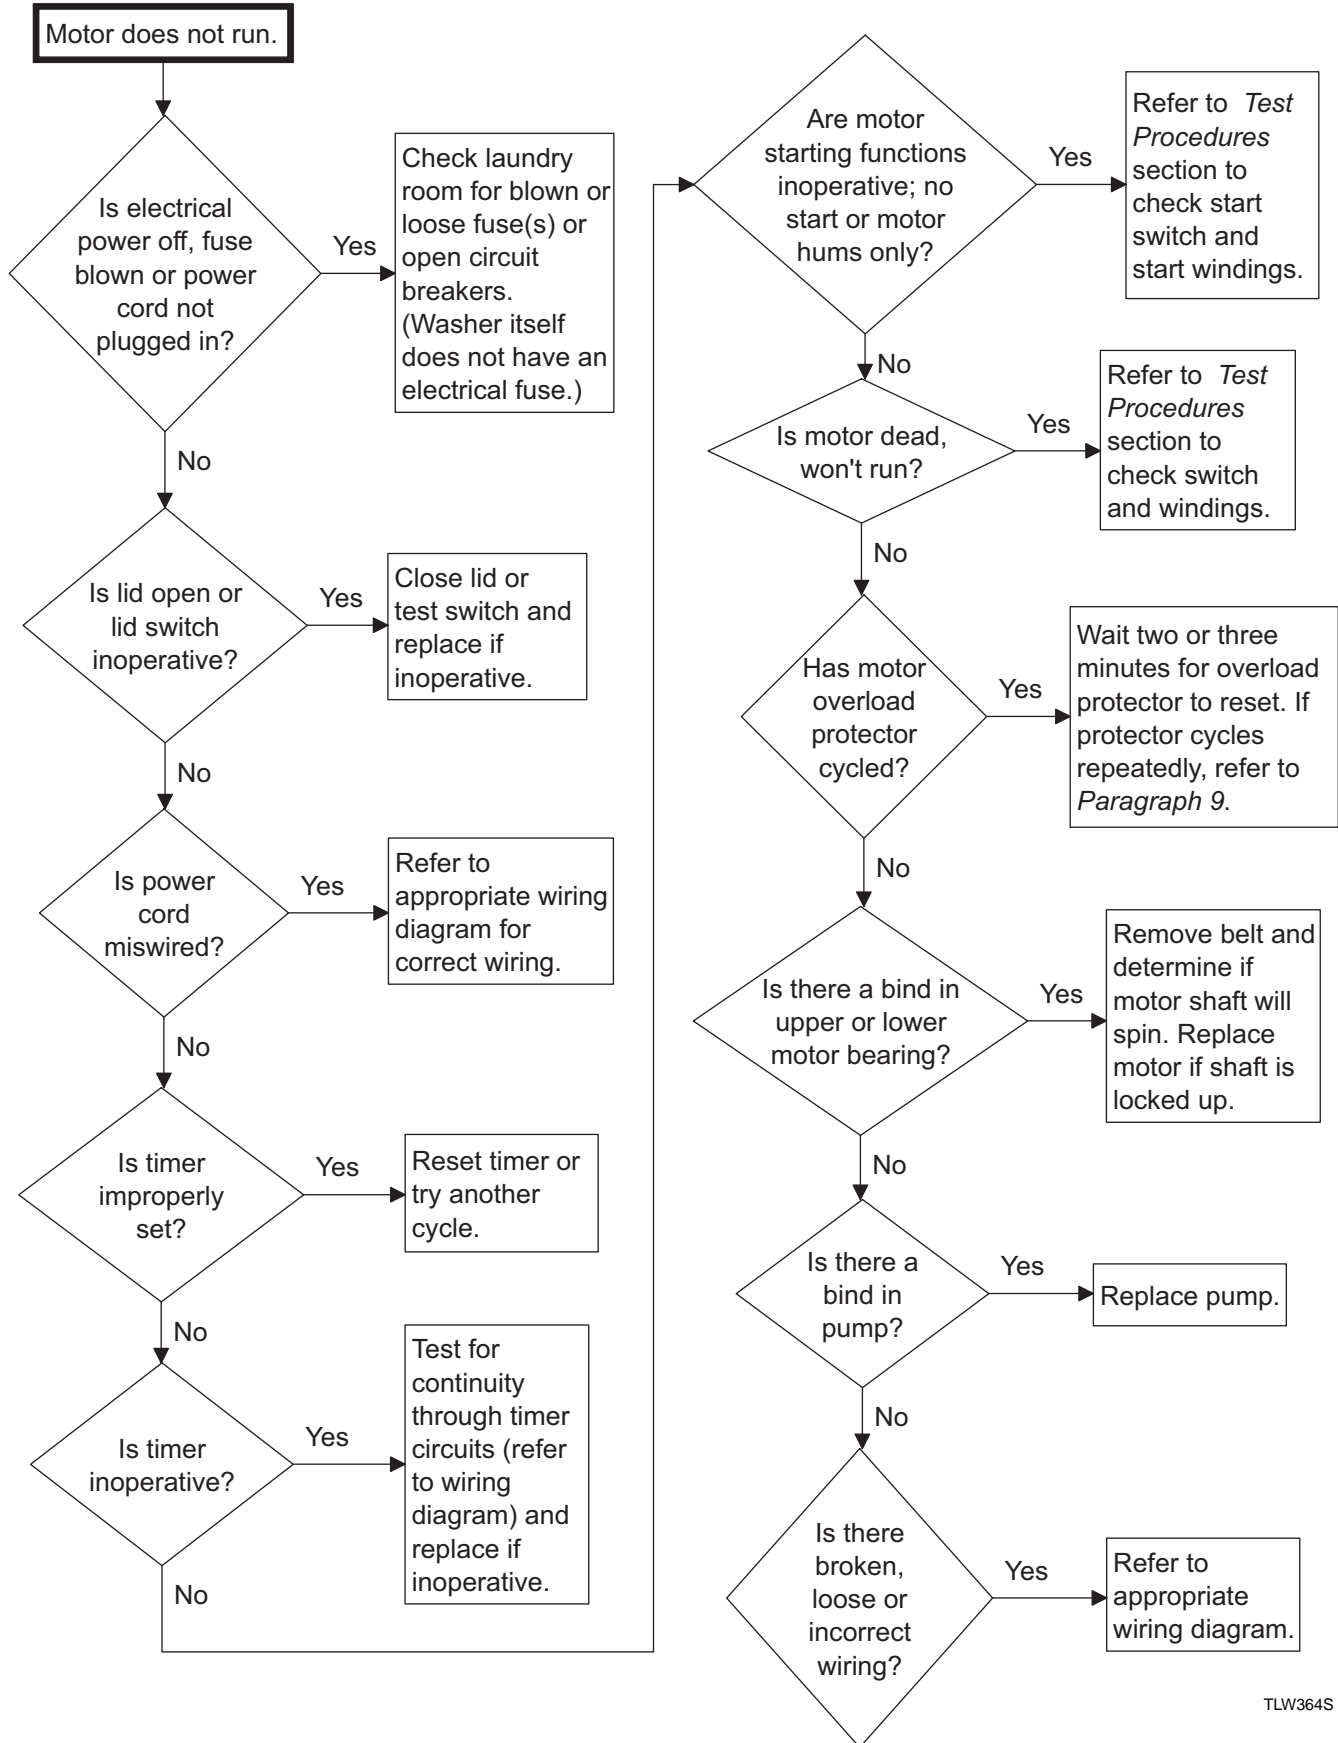 Motor does not run.
Is electrical
power off, fuse
blown or power
cord not
plugged in?
Yes
Check laundry
room for blown or
loose fuse(s) or
open circuit
breakers.
(Washer itself
does not have an
electrical fuse.)
No
Is lid open or
lid switch
inoperative?
Yes
Close lid or
test switch and
replace if
inoperative.
No
Is power
cord
miswired?
Yes
Refer to
appropriate wiring
diagram for
correct wiring.
No
Is timer
improperly
set?
Yes
Reset timer or
try another
cycle.
No
Is timer
inoperative?
Yes
Test for
continuity
through timer
circuits (refer
to wiring
diagram) and
replace if
inoperative.
No
Are motor
starting functions
inoperative; no
start or motor
hums only?
Yes
Refer to Test
Procedures
section to
check start
switch and
start windings.
No
Is motor dead,
won't run?
Yes
Refer to Test
Procedures
section to
check switch
and windings.
No
Has motor
overload
protector
cycled?
Yes
Wait two or three
minutes for overload
protector to reset. If
protector cycles
repeatedly, refer to
Paragraph 9.
No
Is there a bind in
upper or lower
motor bearing?
Yes
Remove belt and
determine if
motor shaft will
spin. Replace
motor if shaft is
locked up.
No
Is there a
bind in
pump?
Yes
Replace pump.
No
Is there
broken,
loose or
incorrect
wiring?
Yes
Refer to
appropriate
wiring diagram.
TLW364S